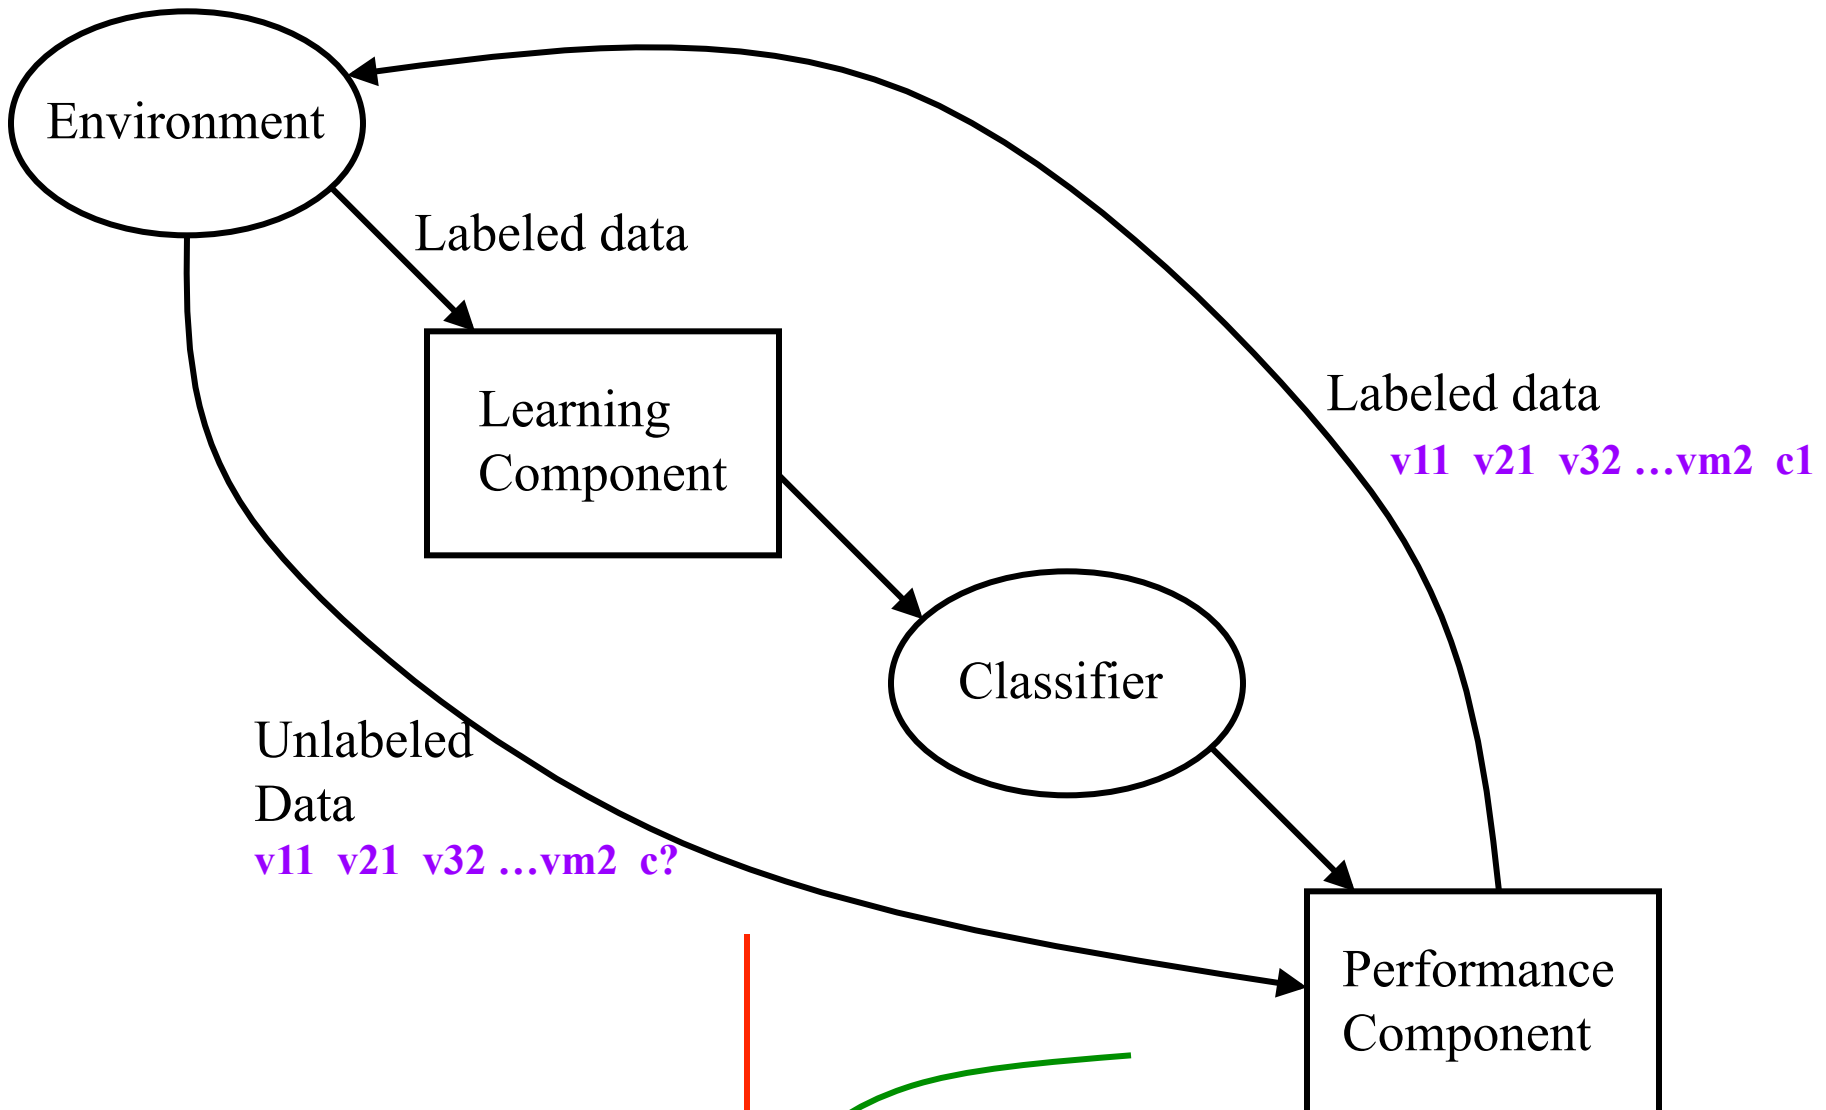 Environment
Labeled data
Learning
Component
Labeled data
v11 v21 v32 …vm2 c1
Classifier
Unlabeled
Data
v11 v21 v32 …vm2 c?
Performance
Component